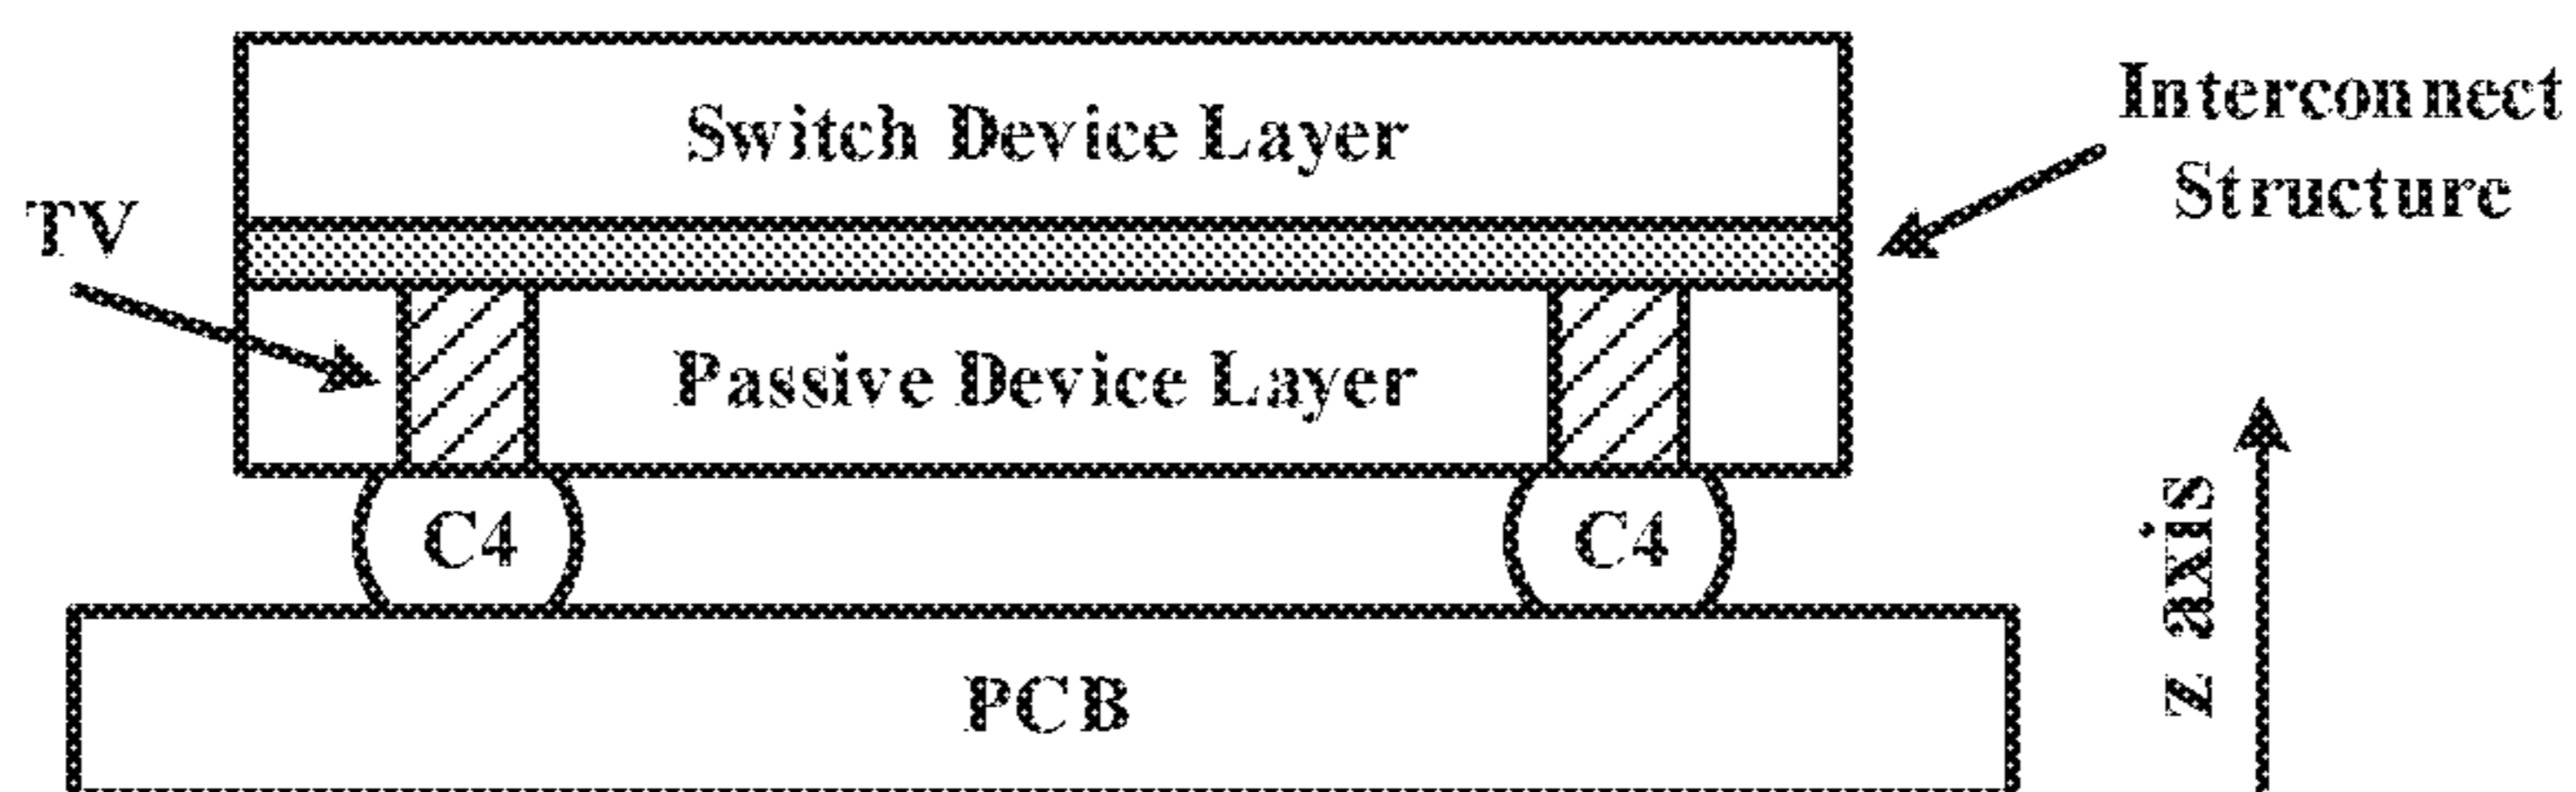 Switch Device Layer
Interconnect
Structure
TV
Passive Device Layer
C4
C4
z axis
PCB